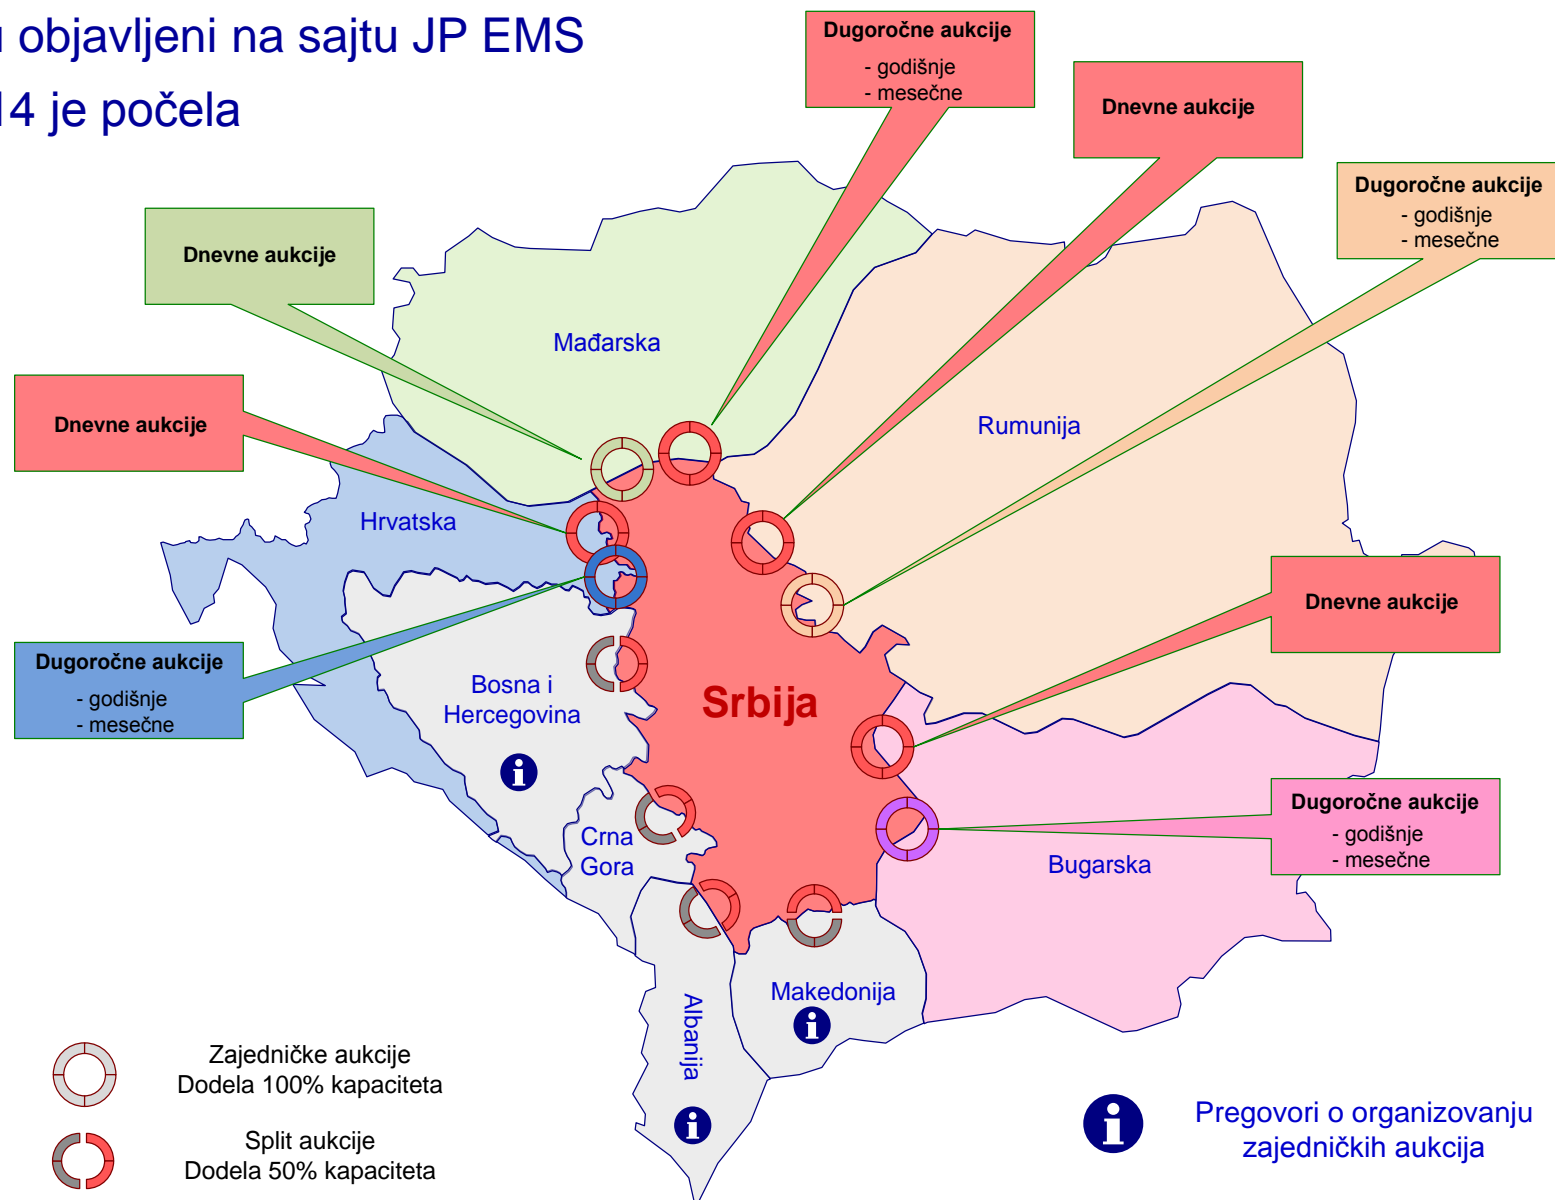 objavljeni na sajtu JP EMS
14 je počela
Dugoročne aukcije
- godišnje
- mesečne
Dnevne aukcije
Dugoročne aukcije
- godišnje
- mesečne
Dnevne aukcije
Mađarska
Dnevne aukcije
Rumunija
Hrvatska
Dnevne aukcije
Dugoročne aukcije
- godišnje
- mesečne
Bosna i
Hercegovina
Srbija
Dugoročne aukcije
- godišnje
- mesečne
Crna
Gora
Bugarska
Makedonija
Albanija
Zajedničke aukcije
Dodela 100% kapaciteta
Split aukcije
Dodela 50% kapaciteta
Pregovori o organizovanju
zajedničkih aukcija